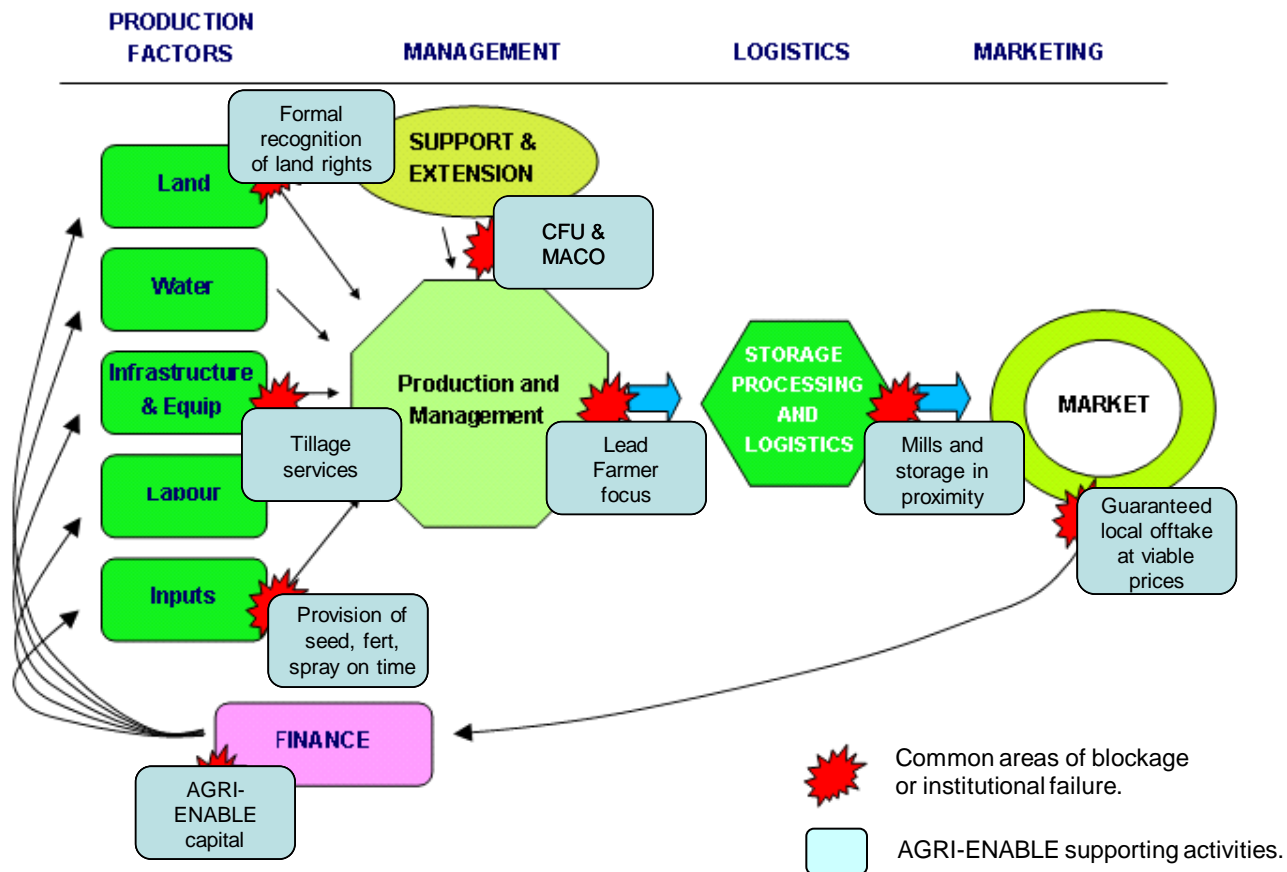 PRODUCTION
FACTORS
MANAGEMENT
LOGISTICS
MARKETING
Formal
recognition
of land rights
SUPPORT &
EXTENSION
Land
CFU &
MACO
Water
Infrastructure
& Equip
Production and
Management
STORAGE
PROCESSING
AND
LOGISTICS
MARKET
Tillage
services
Lead
Farmer
focus
Mills and
storage in
proximity
Labour
Guaranteed
local offtake
at viable
prices
Inputs
Provision of
seed, fert,
spray on time
FINANCE
AGRI-
ENABLE
capital
Common areas of blockage
or institutional failure.
AGRI-ENABLE supporting activities.